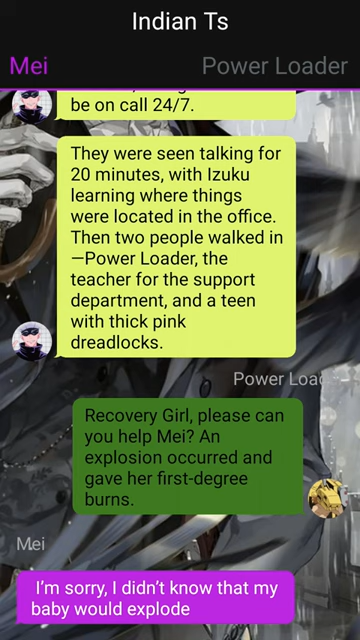 Indian Ts
Mei
Power Loader
be on call 24/7.
They were seen talking for
20 minutes, with Izuku
learning where things
were located in the office.
Then two people walked in
—Power Loader, the
teacher for the support
department, and a teen
with thick pink
dreadlocks.
Power Loa
Recovery Girl, please can
you help Mei? An
explosion occurred and
gave her first-degree
burns.
Mei
I’m sorry, I didn’t know that my
baby would explode